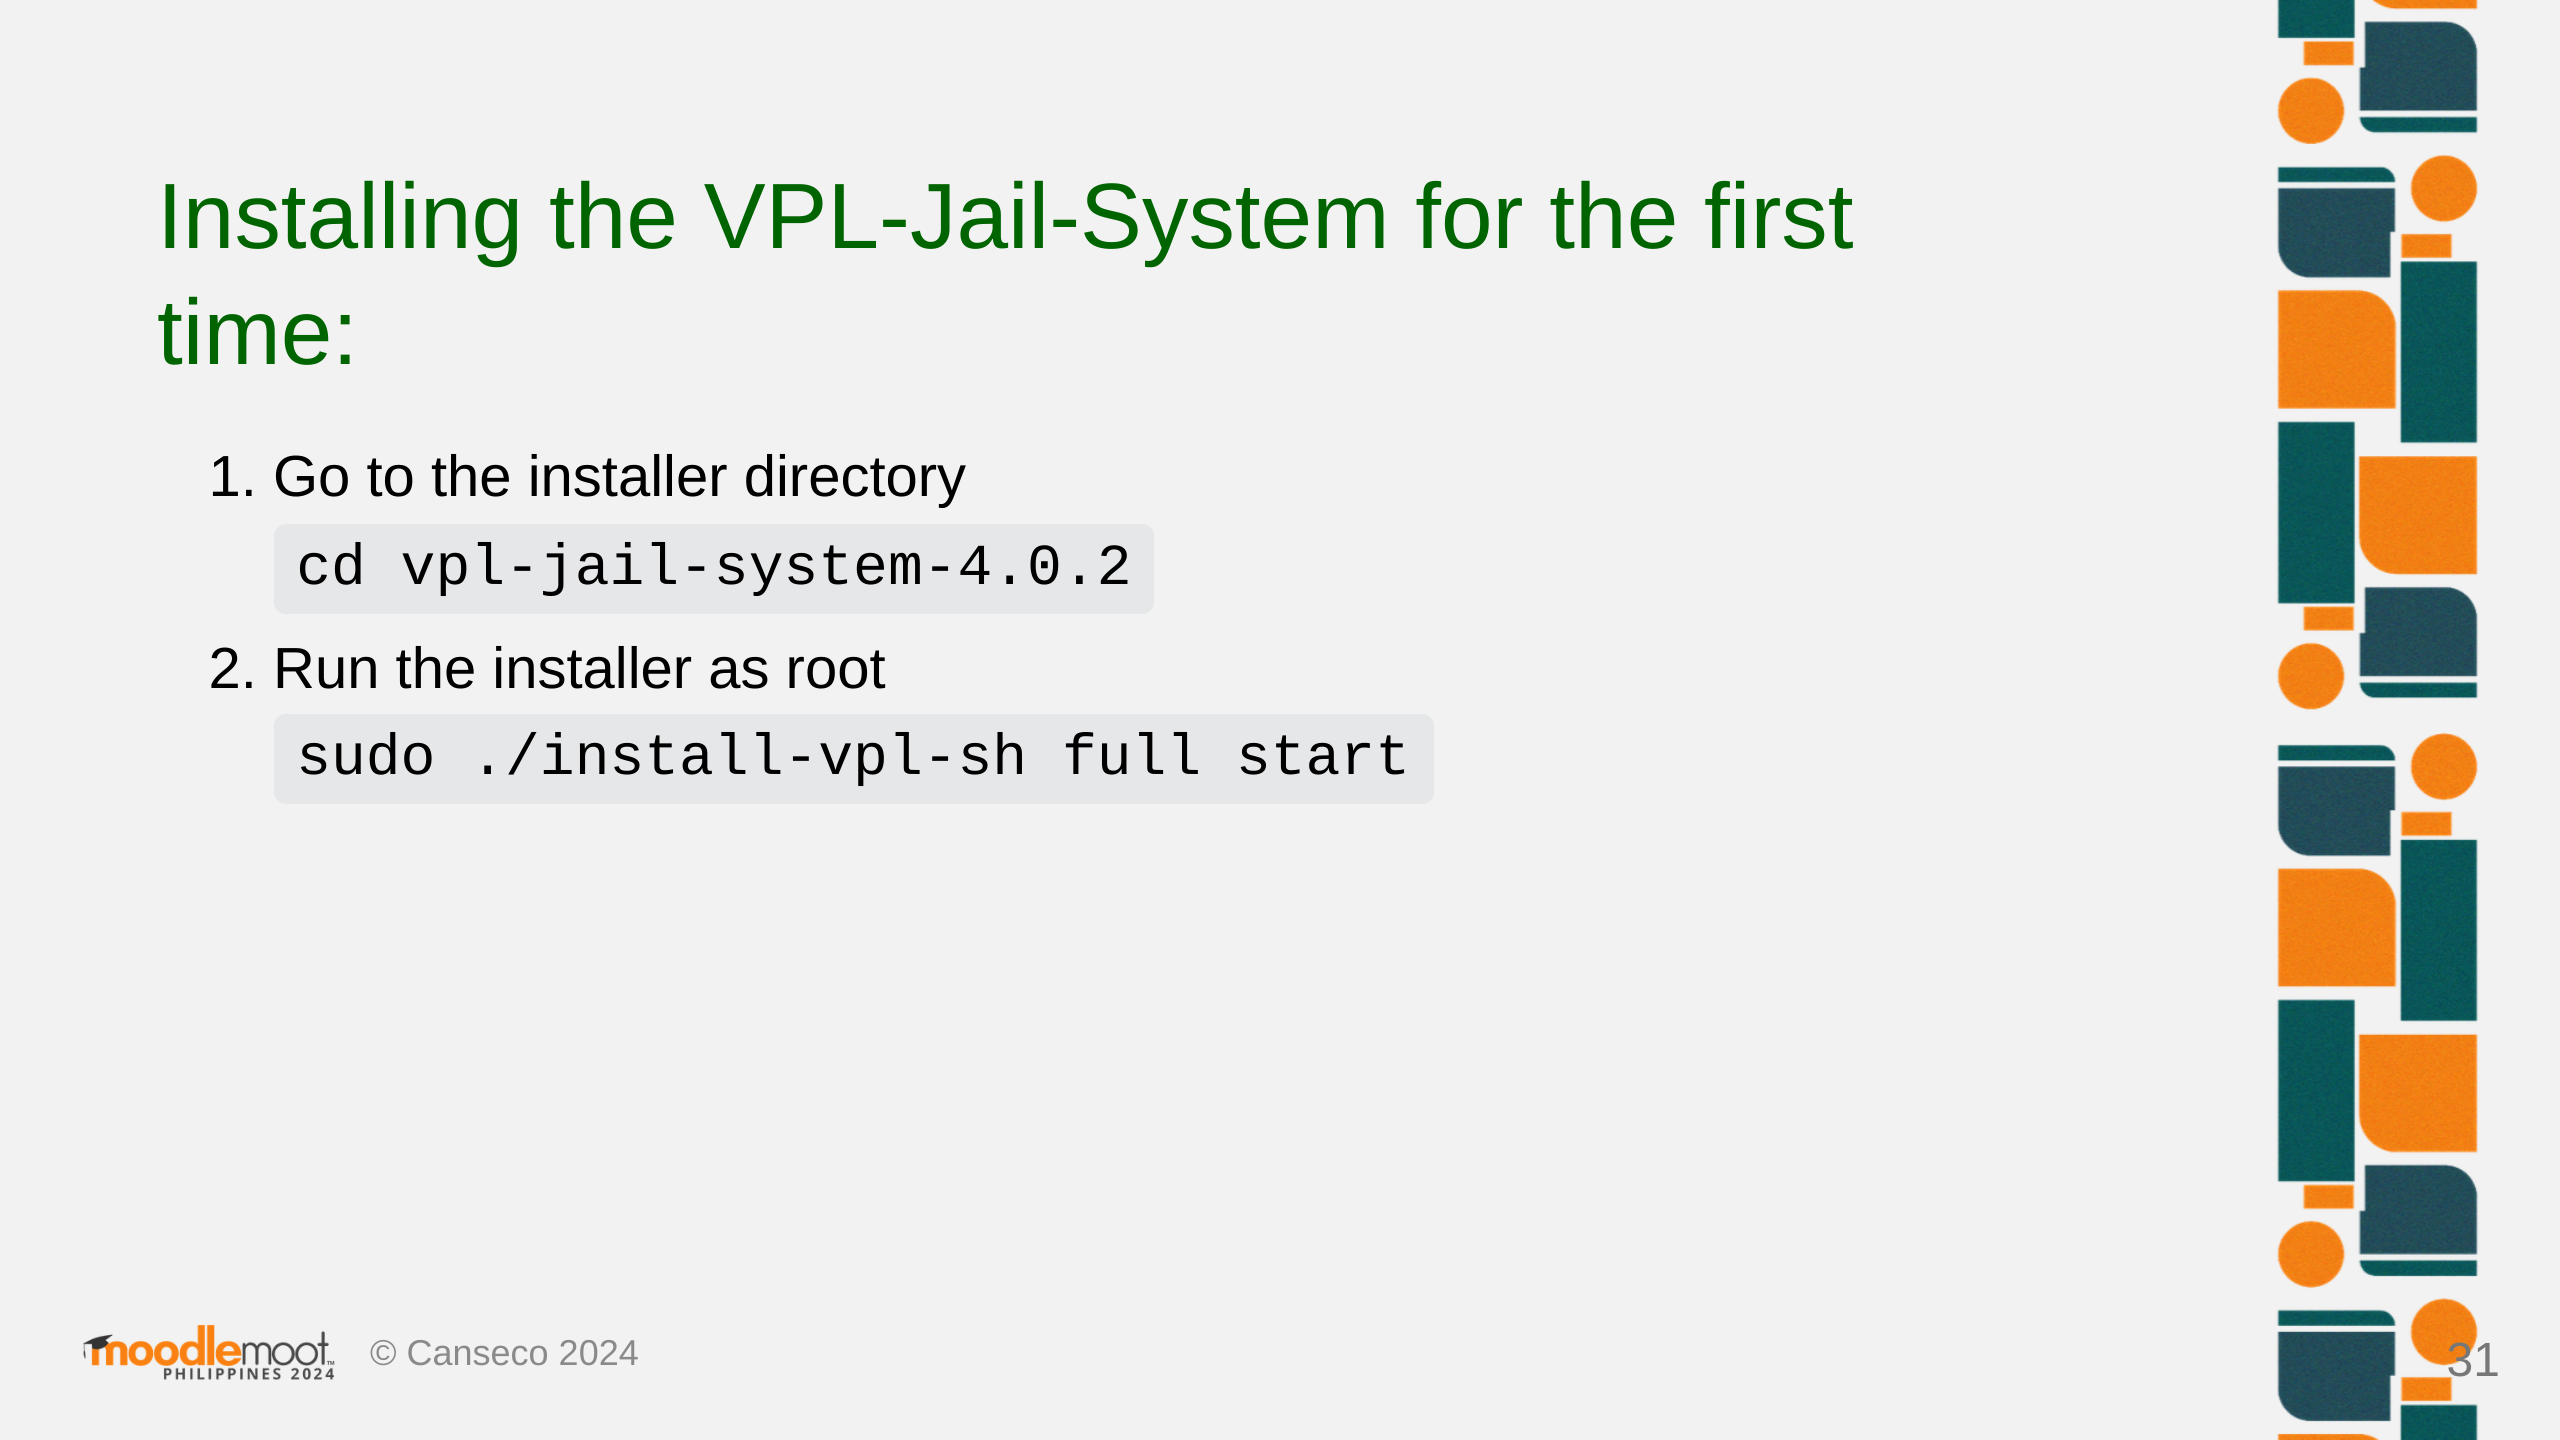 Installing the VPL-Jail-System for the first
time:
1. Go to the installer directory
cd vpl-jail-system-4.0.2
2. Run the installer as root
sudo ./install-vpl-sh full start
moodlemoot™
PHILIPPINES 2024
© Canseco 2024
31